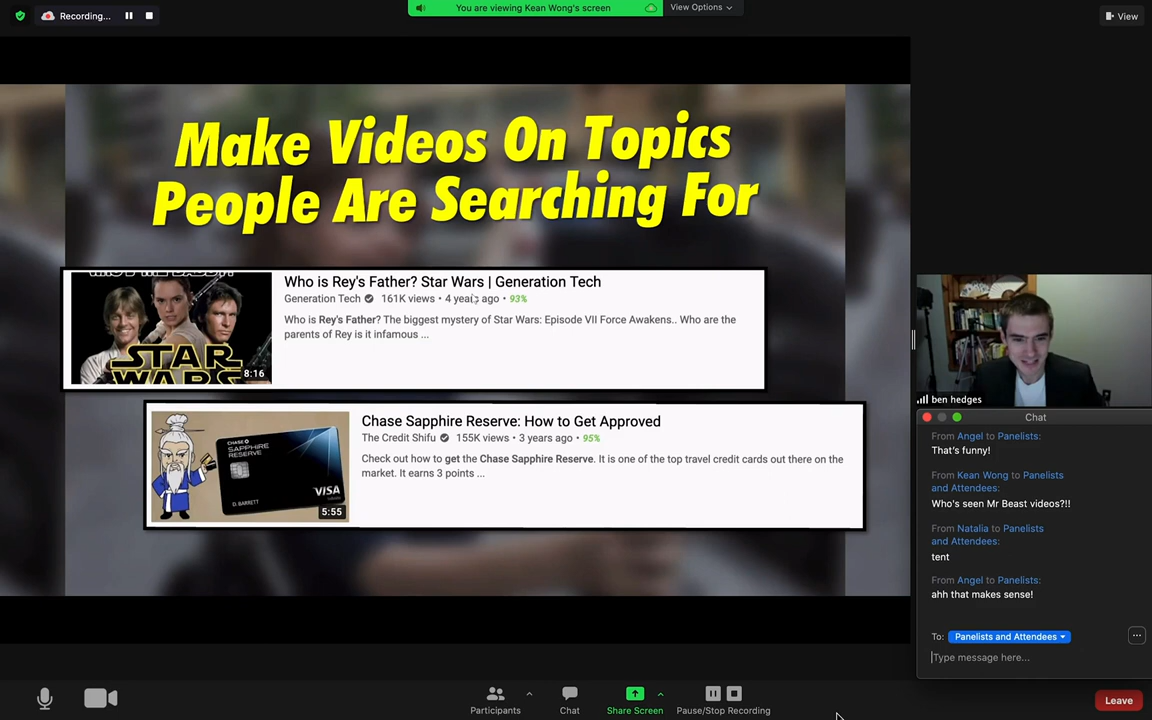 Recording...
You are viewing Kean Wong's screen
View Options
View
Make Videos On Topics
People Are Searching For
STAR
WARS
8:16
Who is Rey's Father? Star Wars | Generation Tech
Generation Tech 161K views • 4 years ago • 93%
Who is Rey's Father? The biggest mystery of Star Wars: Episode VII Force Awakens.. Who are the
parents of Rey is it infamous ...
CHASE
SAPPHIRE
RESERVE
VISA
D. BARRETT
5:55
Chase Sapphire Reserve: How to Get Approved
The Credit Shifu 155K views • 3 years ago • 95%
Check out how to get the Chase Sapphire Reserve. It is one of the top travel credit cards out there on the
market. It earns 3 points ...
ben hedges
Chat
From Angel to Panelists:
That's funny!
From Kean Wong to Panelists
and Attendees:
Who's seen Mr Beast videos?!!
From Natalia to Panelists
and Attendees:
tent
From Angel to Panelists:
ahh that makes sense!
To: Panelists and Attendees
Type message here...
Participants
Chat
Share Screen
Pause/Stop Recording
Leave